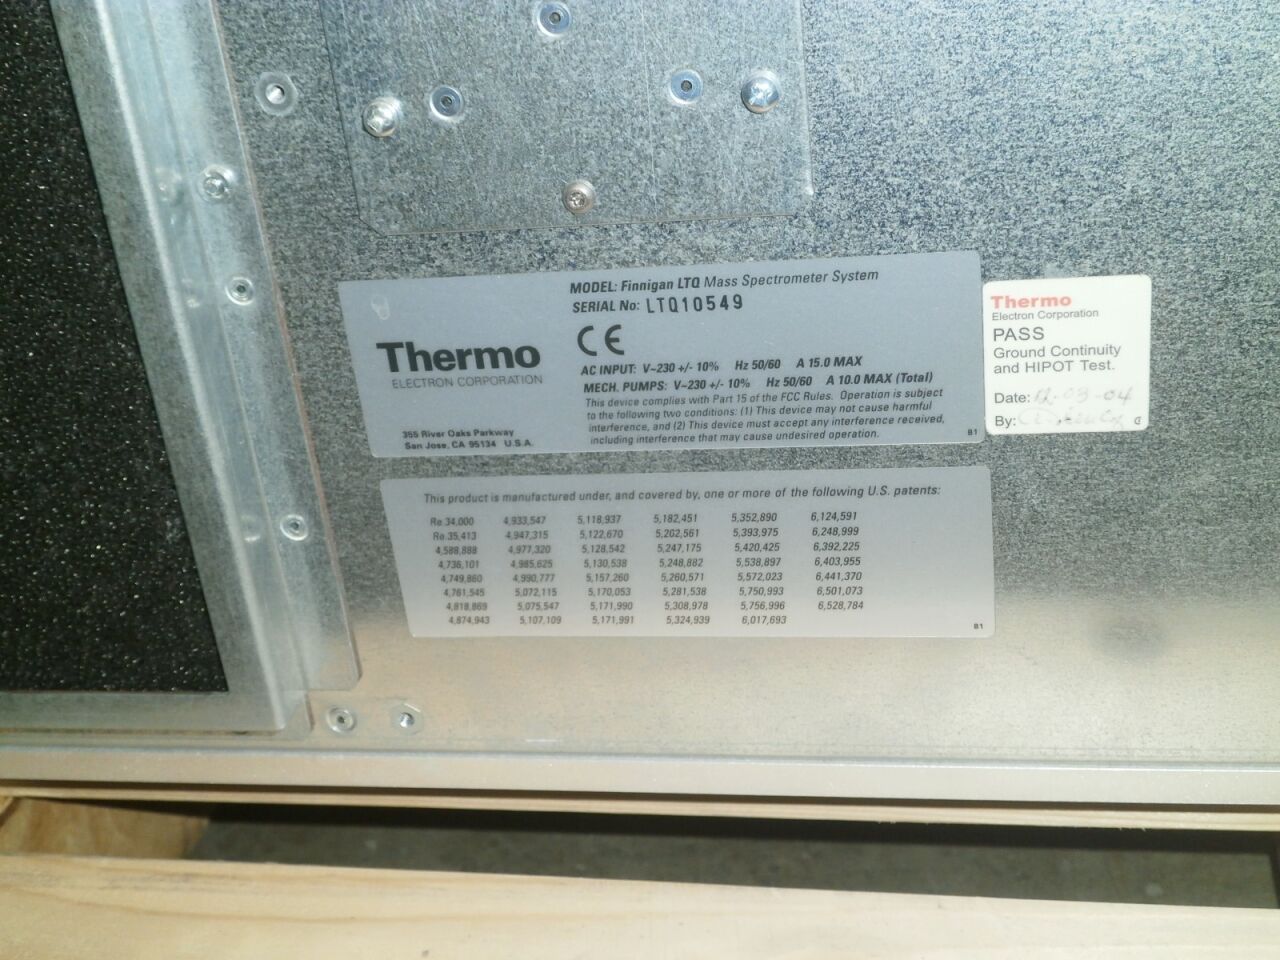 MODEL: Finnigan LTQ Mass Spectrometer System
SERIAL No: LTQ10549
CE
Thermo
ELECTRON CORPORATION
AC INPUT: V~230 +/- 10% Hz 50/60 A 15.0 MAX
MECH. PUMPS: V~230 +/- 10% Hz 50/60 A 10.0 MAX (Total)
This device complies with Part 15 of the FCC Rules. Operation is subject
to the following two conditions: (1) This device may not cause harmful
interference, and (2) This device must accept any interference received,
including interference that may cause undesired operation.
355 River Oaks Parkway
San Jose, CA 95134 U.S.A.
B1
Thermo
Electron Corporation
PASS
Ground Continuity
and HIPOT Test.
Date: 12-03-04
By:
This product is manufactured under, and covered by, one or more of the following U.S. patents:
Re 34,000 4,933,547 5,118,937 5,182,451 5,352,890 6,124,591
Re.35,413 4,947,315 5,122,670 5,202,561 5,393,975 6,248,999
4,588,888 4,977,320 5,128,542 5,247,175 5,420,425 6,392,225
4,736,101 4,985,625 5,130,538 5,248,882 5,538,897 6,403,955
4,749,860 4,990,777 5,157,260 5,260,571 5,572,023 6,441,370
4,761,545 5,072,115 5,170,053 5,281,538 5,750,993 6,501,073
4,818,869 5,075,547 5,171,990 5,308,978 5,756,996 6,528,784
4,874,943 5,107,109 5,171,991 5,324,939 6,017,693
B1